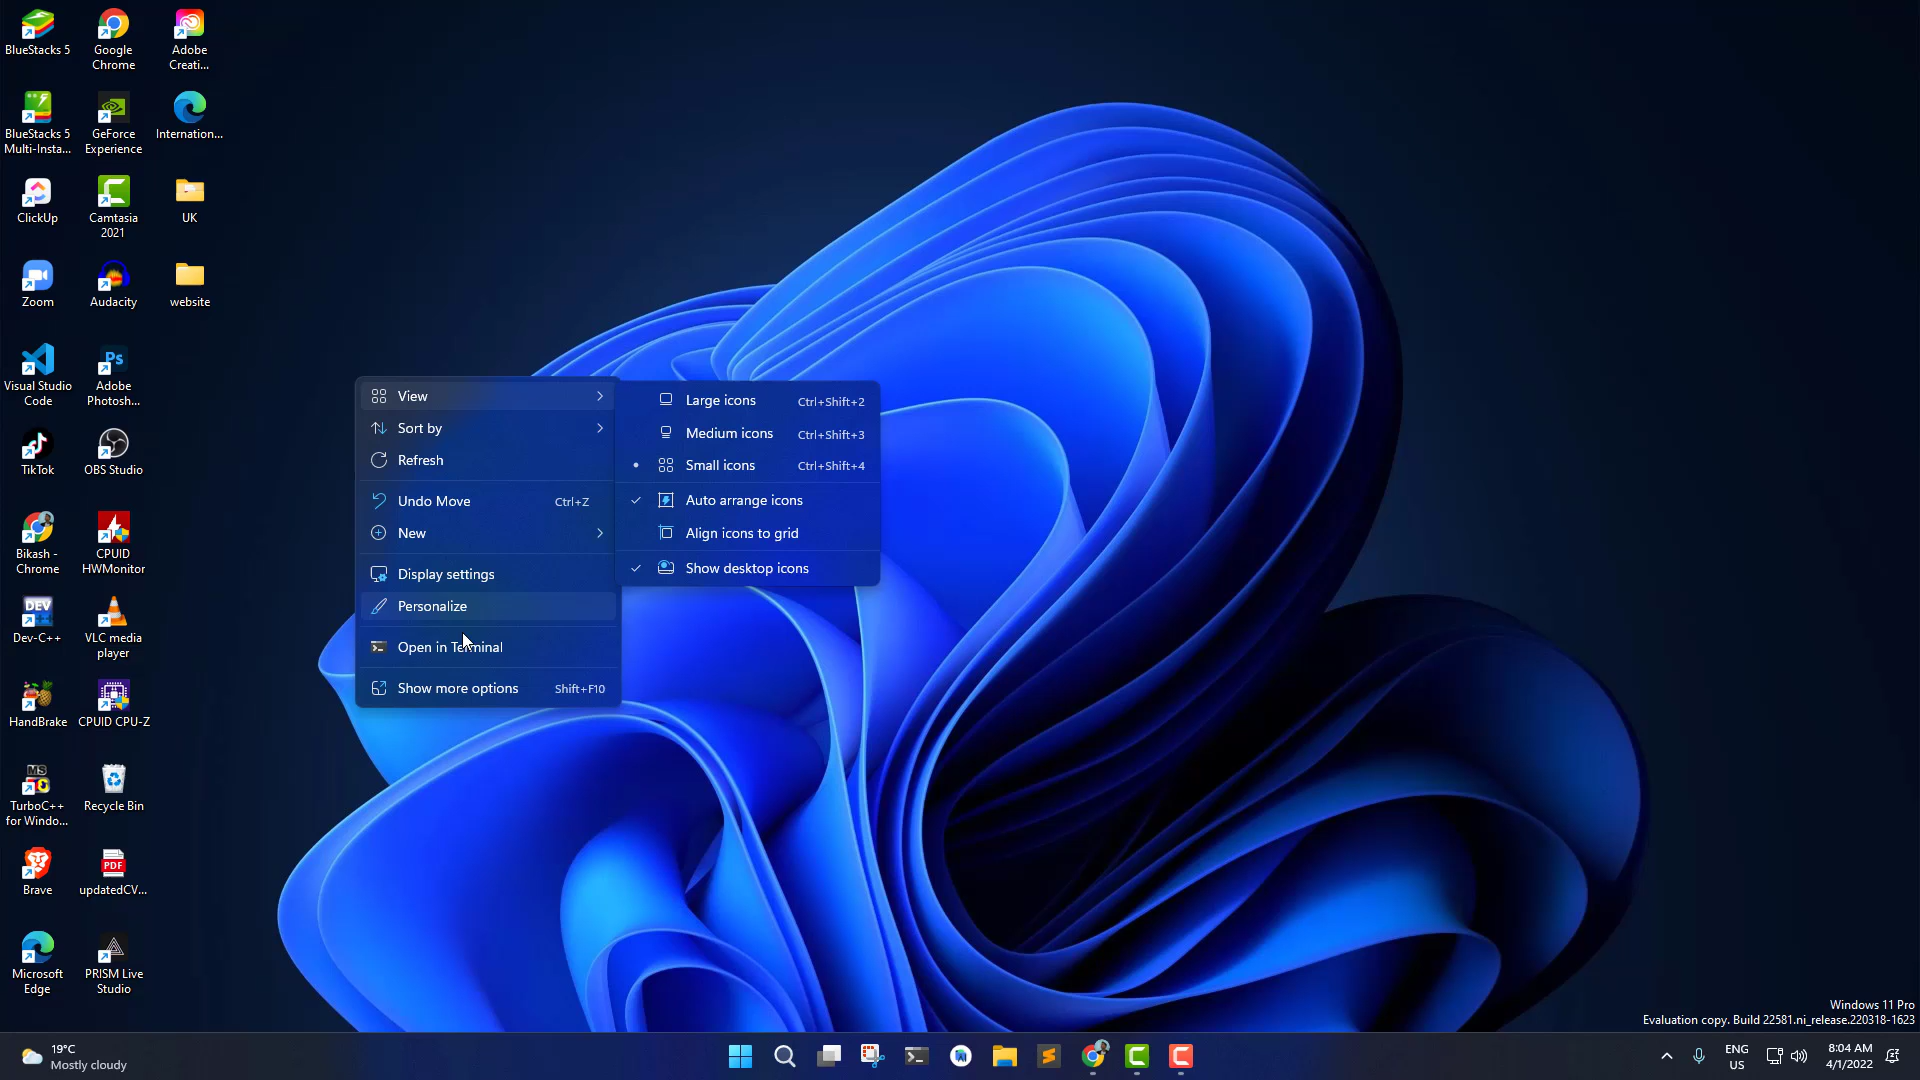 BlueStacks 5
Google
Chrome
Adobe
Creati...
BlueStacks 5
Multi-Insta...
GeForce
Experience
Internation...
ClickUp
Camtasia
2021
UK
Zoom
Audacity
website
Visual Studio
Code
Ps
Adobe
Photosh...
TikTok
OBS Studio
Bikash -
Chrome
CPUID
HWMonitor
DEV
Dev-C++
VLC media
player
HandBrake
CPUID CPU-Z
MS
TurboC++
for Windo...
Recycle Bin
Brave
PDF
updatedCV...
Microsoft
Edge
PRISM Live
Studio
View
Sort by
Refresh
Undo Move Ctrl+Z
New
Display settings
Personalize
Open in Terminal
Show more options Shift+F10
Large icons Ctrl+Shift+2
Medium icons Ctrl+Shift+3
Small icons Ctrl+Shift+4
Auto arrange icons
Align icons to grid
Show desktop icons
Windows 11 Pro
Evaluation copy. Build 22581.ni_release.220318-1623
19°C
Mostly cloudy
ENG
US
8:04 AM
4/1/2022